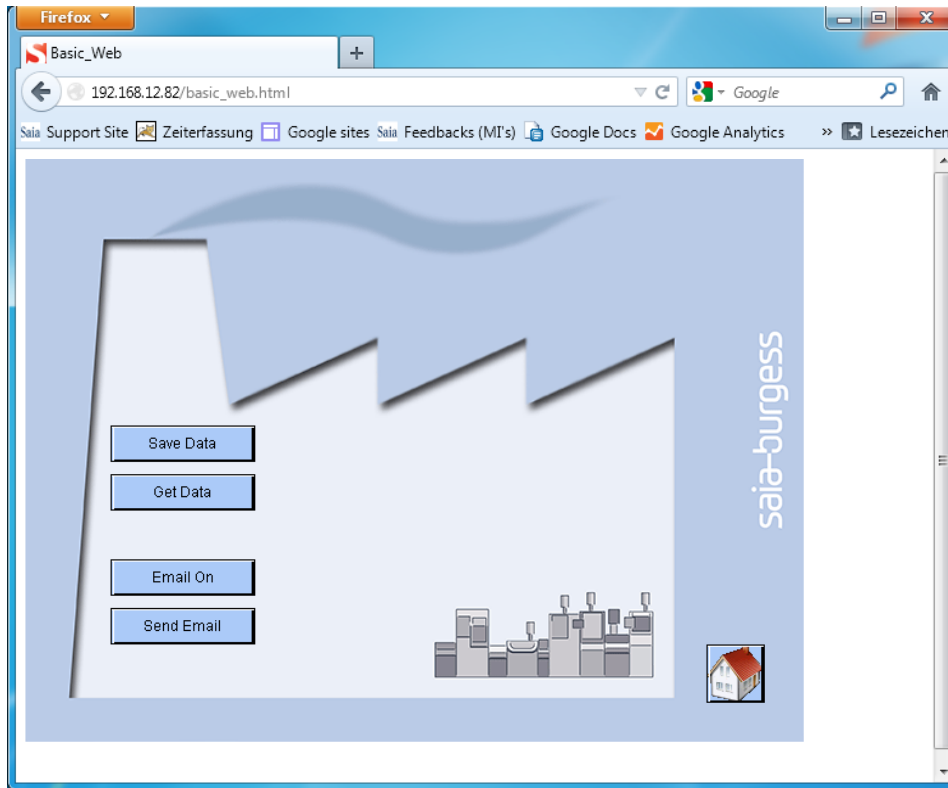 Firefox
Basic_Web
192.168.12.82/basic_web.html
Google
Saia Support Site Zeiterfassung Google sites Saia Feedbacks (MI's) Google Docs Google Analytics » Lesezeichen
saia-burgess
Save Data
Get Data
Email On
Send Email